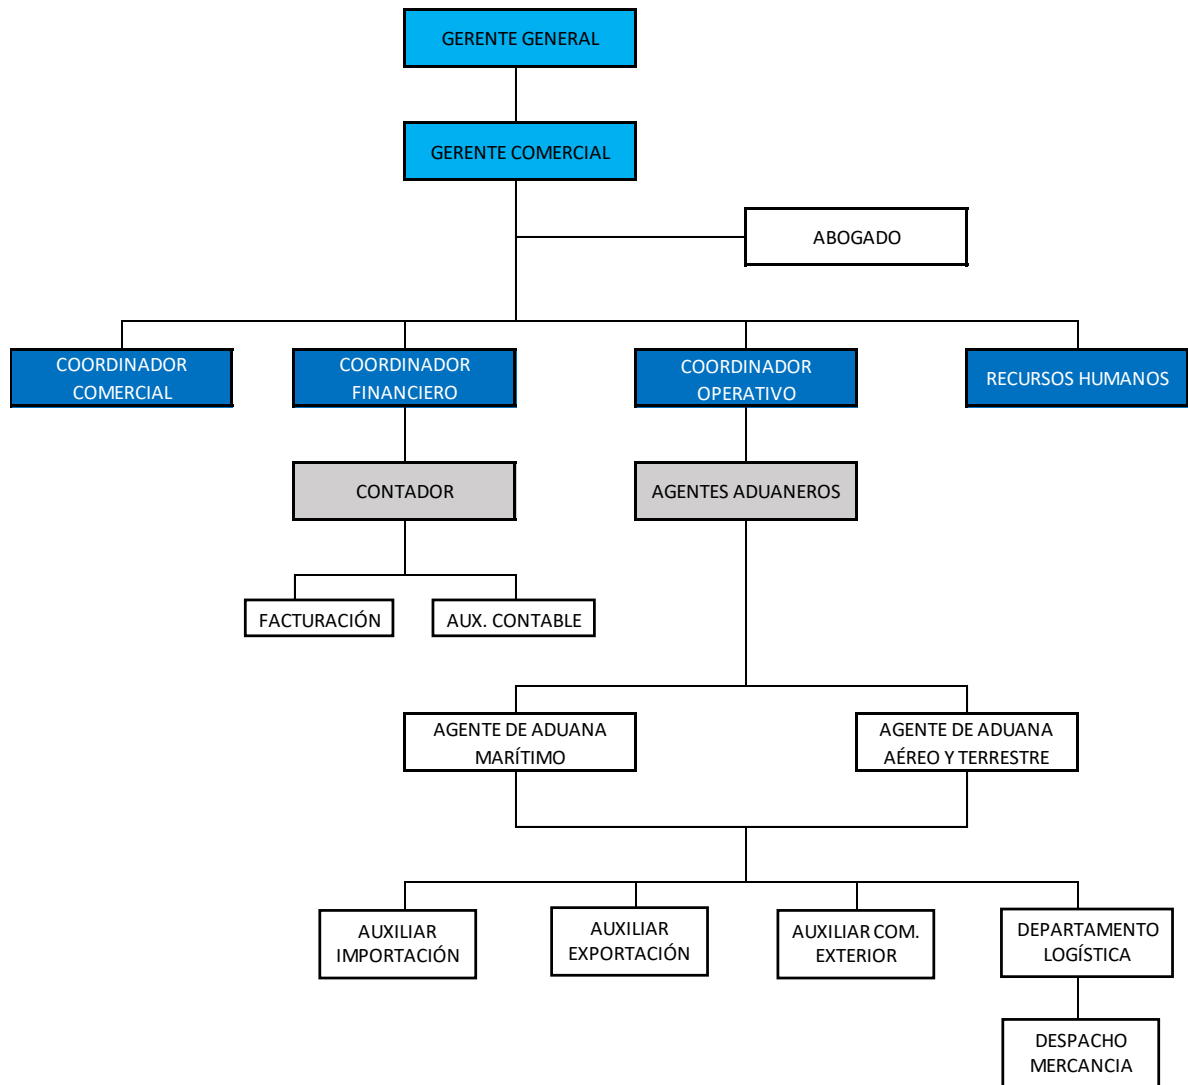 GERENTE GENERAL
GERENTE COMERCIAL
ABOGADO
COORDINADOR
COMERCIAL
COORDINADOR
FINANCIERO
COORDINADOR
OPERATIVO
RECURSOS HUMANOS
CONTADOR
AGENTES ADUANEROS
FACTURACIÓN
AUX. CONTABLE
AGENTE DE ADUANA
MARÍTIMO
AGENTE DE ADUANA
AÉREO Y TERRESTRE
AUXILIAR
IMPORTACIÓN
AUXILIAR
EXPORTACIÓN
AUXILIAR COM.
EXTERIOR
DEPARTAMENTO
LOGÍSTICA
DESPACHO
MERCANCIA